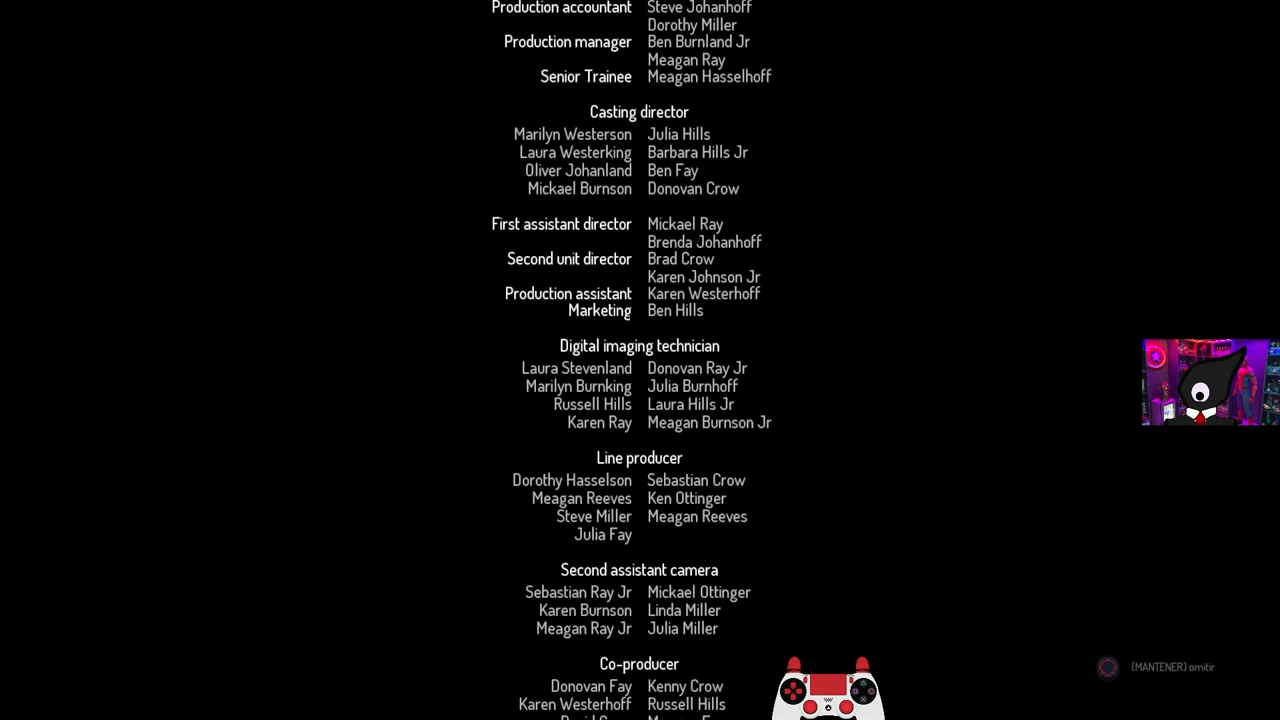 Production accountant Steve Johanhoff
Dorothy Miller
Production manager Ben Burnland Jr
Meagan Ray
Senior Trainee Meagan Hasselhoff
Casting director
Marilyn Westerson Julia Hills
Laura Westerking Barbara Hills Jr
Oliver Johanland Ben Fay
Mickael Burnson Donovan Crow
First assistant director Mickael Ray
Brenda Johanhoff
Second unit director Brad Crow
Karen Johnson Jr
Production assistant Karen Westerhoff
Marketing Ben Hills
Digital imaging technician
Laura Stevenland Donovan Ray Jr
Marilyn Burnking Julia Burnhoff
Russell Hills Laura Hills Jr
Karen Ray Meagan Burnson Jr
Line producer
Dorothy Hasselson Sebastian Crow
Meagan Reeves Ken Ottinger
Steve Miller Meagan Reeves
Julia Fay
Second assistant camera
Sebastian Ray Jr Mickael Ottinger
Karen Burnson Linda Miller
Meagan Ray Jr Julia Miller
Co-producer
(MANTENER) omitir
Donovan Fay Kenny Crow
Karen Westerhoff Russell Hills